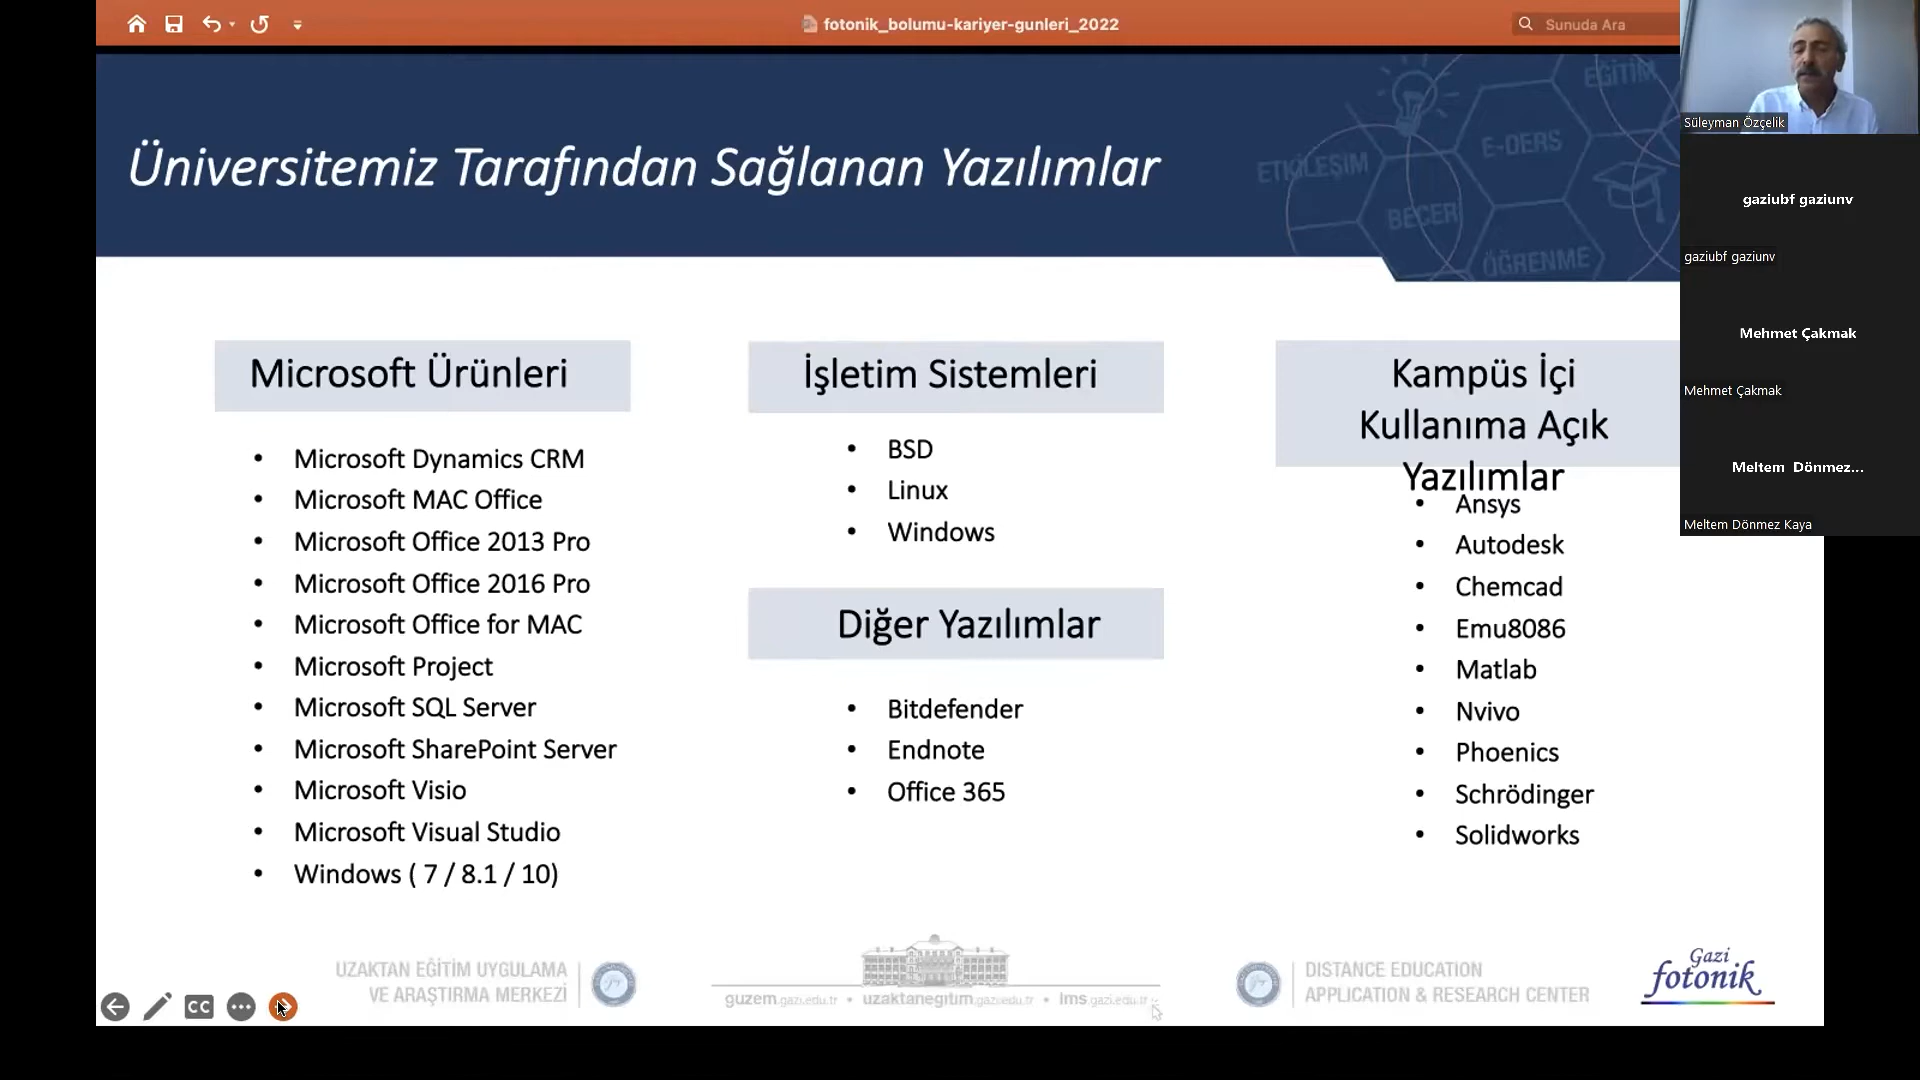 fotonik_bolumu-kariyer-gunleri_2022
Sunuda Ara
Üniversitemiz Tarafından Sağlanan Yazılımlar
EĞİTİM
E-DERS
ETKİLEŞİM
BECERİ
ÖĞRENME
Süleyman Özçelik
gaziubf gaziunv
gaziubf gaziunv
Mehmet Çakmak
Mehmet Çakmak
Meltem Dönmez...
Meltem Dönmez Kaya
Microsoft Ürünleri
• Microsoft Dynamics CRM
• Microsoft MAC Office
• Microsoft Office 2013 Pro
• Microsoft Office 2016 Pro
• Microsoft Office for MAC
• Microsoft Project
• Microsoft SQL Server
• Microsoft SharePoint Server
• Microsoft Visio
• Microsoft Visual Studio
• Windows ( 7 / 8.1 / 10)
İşletim Sistemleri
• BSD
• Linux
• Windows
Diğer Yazılımlar
• Bitdefender
• Endnote
• Office 365
Kampüs İçi
Kullanıma Açık
Yazılımlar
• Ansys
• Autodesk
• Chemcad
• Emu8086
• Matlab
• Nvivo
• Phoenics
• Schrödinger
• Solidworks
UZAKTAN EĞİTİM UYGULAMA
VE ARAŞTIRMA MERKEZİ
guzem.gazi.edu.tr • uzaktanegitim.gazi.edu.tr • lms.gazi.edu.tr
DISTANCE EDUCATION
APPLICATION & RESEARCH CENTER
Gazi
fotonik
CC